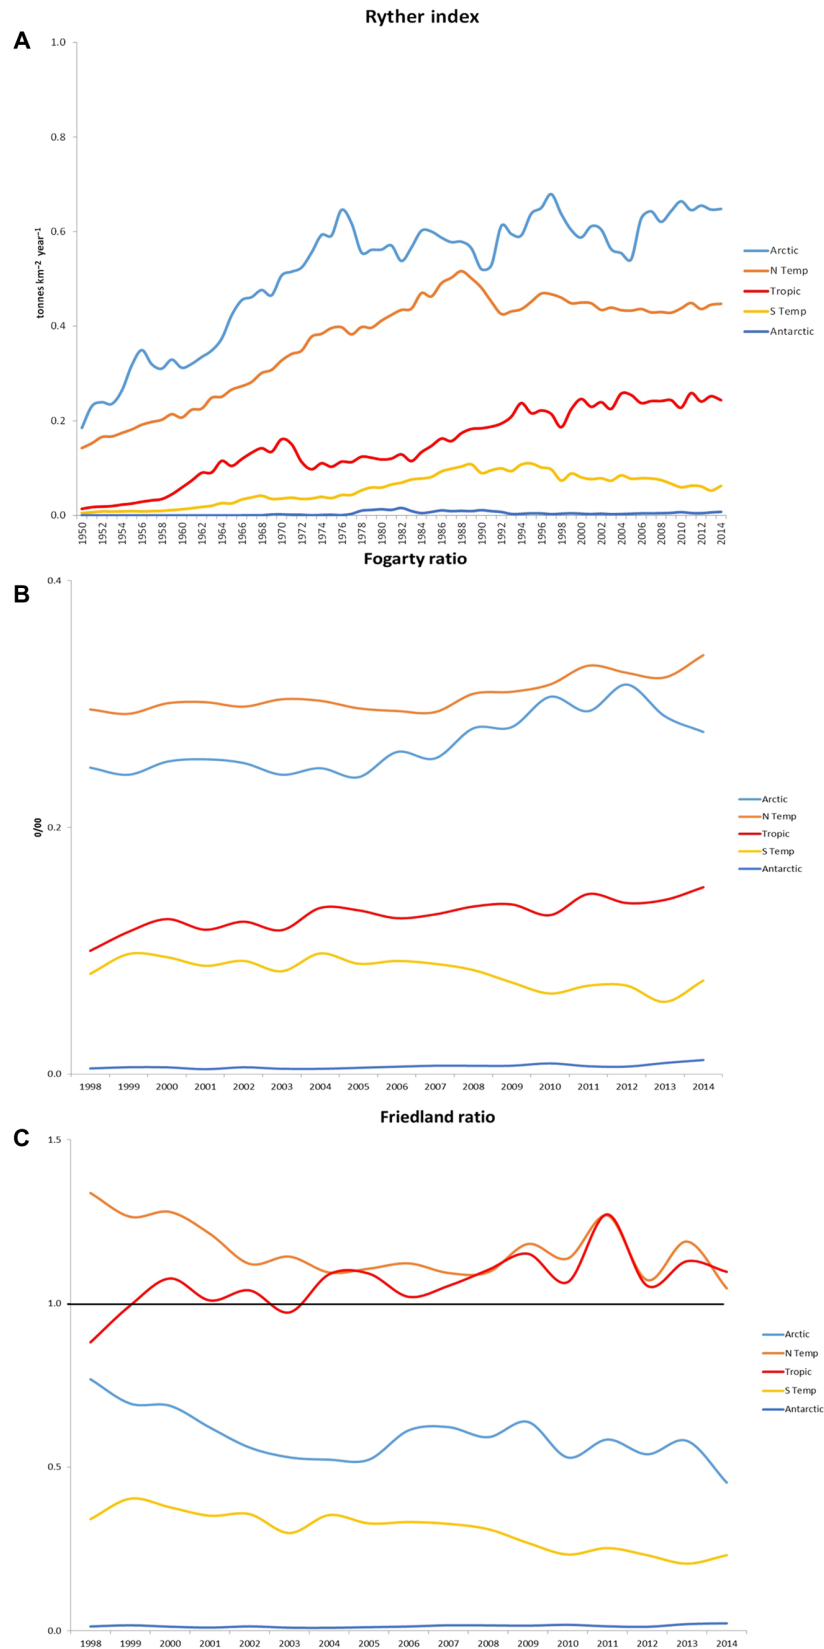 Ryther index
A
1.0
0.8
0.6
0.4
0.2
0.0
tonnes km⁻² year⁻¹
Arctic
N Temp
Tropic
S Temp
Antarctic
1950 1952 1954 1956 1958 1960 1962 1964 1966 1968 1970 1972 1974 1976 1978 1980 1982 1984 1986 1988 1990 1992 1994 1996 1998 2000 2002 2004 2006 2008 2010 2012 2014
Fogarty ratio
B
0.4
0.2
0.0
0/00
Arctic
N Temp
Tropic
S Temp
Antarctic
1998 1999 2000 2001 2002 2003 2004 2005 2006 2007 2008 2009 2010 2011 2012 2013 2014
Friedland ratio
C
1.5
1.0
0.5
0.0
Arctic
N Temp
Tropic
S Temp
Antarctic
1998 1999 2000 2001 2002 2003 2004 2005 2006 2007 2008 2009 2010 2011 2012 2013 2014